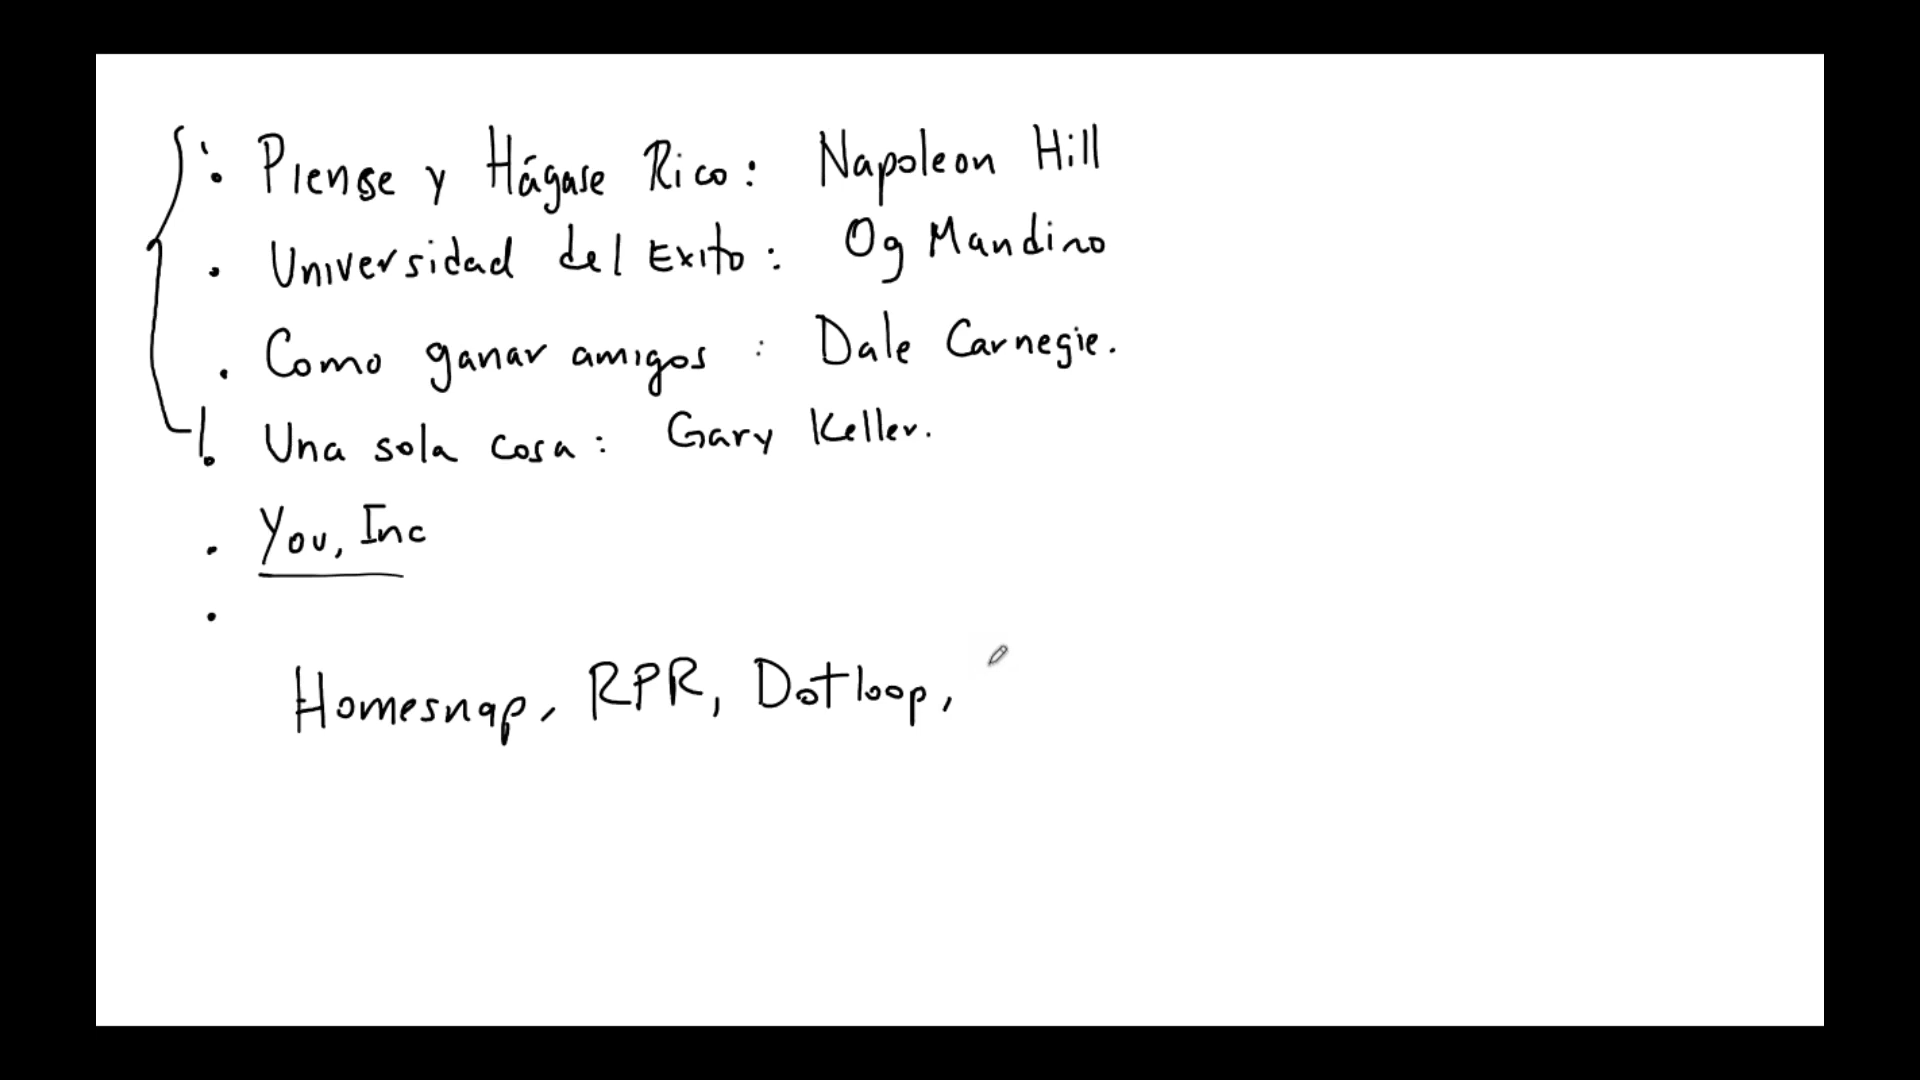 • Piense y Hágase Rico: Napoleon Hill
• Universidad del Exito: Og Mandino
• Como ganar amigos : Dale Carnegie.
• Una sola cosa: Gary Keller.
• You, Inc
•
Homesnap, RPR, Dotloop,